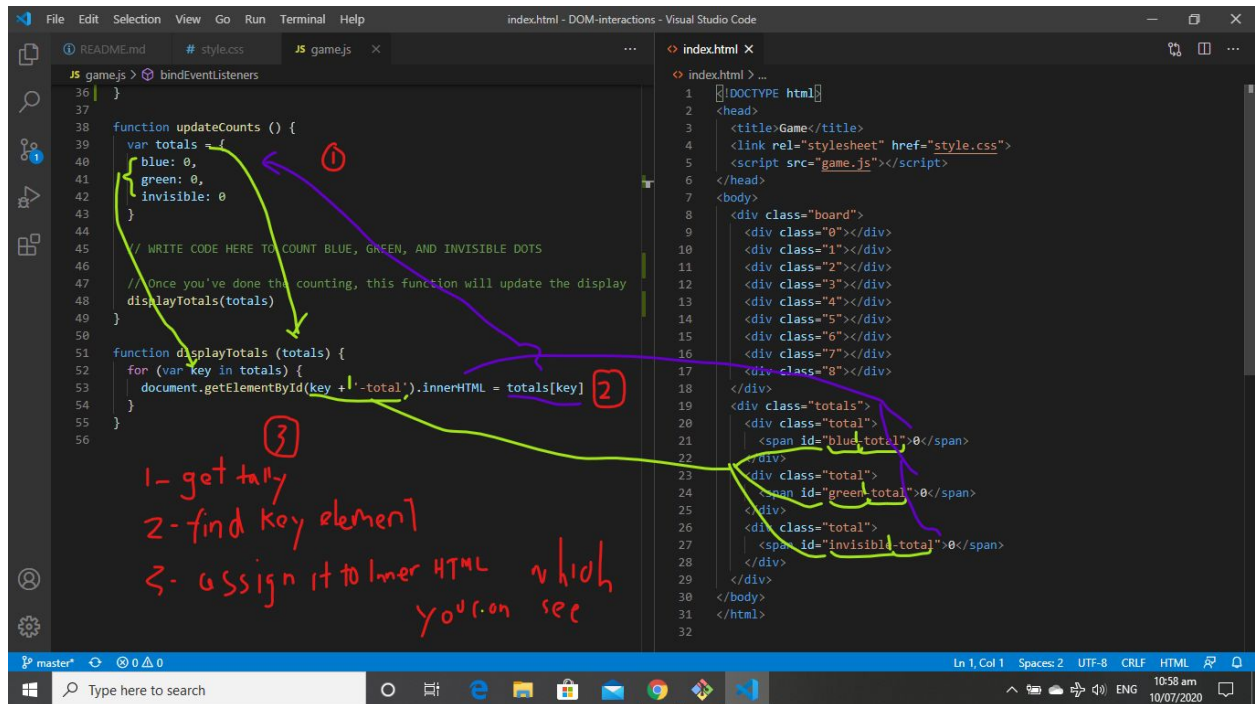 File Edit Selection View Go Run Terminal Help
index.html - DOM-interactions - Visual Studio Code
README.md # style.css JS game.js
JS game.js > bindEventListeners
36 }
37
38 function updateCounts () {
39 var totals = {
40 blue: 0,
41 green: 0,
42 invisible: 0
43 }
44
45 // WRITE CODE HERE TO COUNT BLUE, GREEN, AND INVISIBLE DOTS
46
47 // Once you've done the counting, this function will update the display
48 displayTotals(totals)
49 }
50
51 function displayTotals (totals) {
52 for (var key in totals) {
53 document.getElementById(key + '-total').innerHTML = totals[key]
54 }
55 }
56
1
2
3
1- get tally
2- find key element
3- assign it to Inner HTML which
you can see
index.html
index.html > ...
1 <!DOCTYPE html>
2 <head>
3 <title>Game</title>
4 <link rel="stylesheet" href="style.css">
5 <script src="game.js"></script>
6 </head>
7 <body>
8 <div class="board">
9 <div class="0"></div>
10 <div class="1"></div>
11 <div class="2"></div>
12 <div class="3"></div>
13 <div class="4"></div>
14 <div class="5"></div>
15 <div class="6"></div>
16 <div class="7"></div>
17 <div class="8"></div>
18 </div>
19 <div class="totals">
20 <div class="total">
21 <span id="blue-total">0</span>
22 </div>
23 <div class="total">
24 <span id="green-total">0</span>
25 </div>
26 <div class="total">
27 <span id="invisible-total">0</span>
28 </div>
29 </div>
30 </body>
31 </html>
32
1
master* 0 0 Ln 1, Col 1 Spaces: 2 UTF-8 CRLF HTML
Type here to search
ENG
10:58 am
10/07/2020